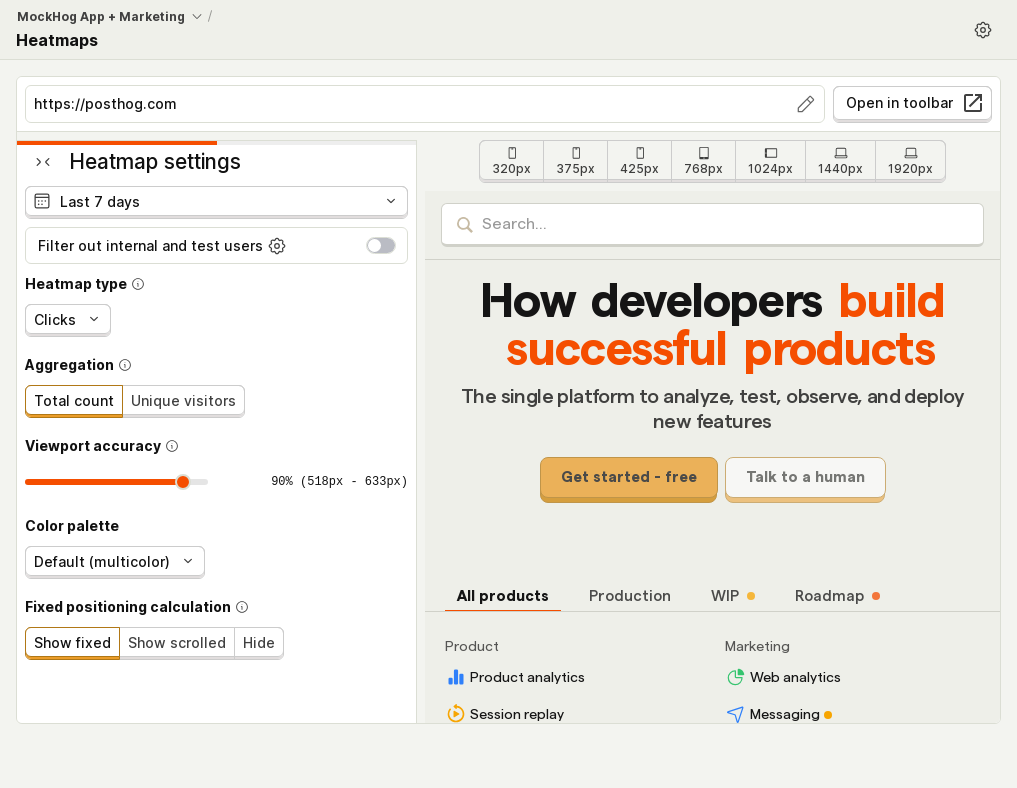 MockHog App + Marketing /
Heatmaps
https://posthog.com
Open in toolbar
Heatmap settings
Last 7 days
Filter out internal and test users
Heatmap type
Clicks
Aggregation
Total count Unique visitors
Viewport accuracy
90% (518px - 633px)
Color palette
Default (multicolor)
Fixed positioning calculation
Show fixed Show scrolled Hide
320px 375px 425px 768px 1024px 1440px 1920px
Search...
How developers build
successful products
The single platform to analyze, test, observe, and deploy
new features
Get started - free Talk to a human
All products Production WIP Roadmap
Product Marketing
Product analytics Web analytics
Session replay Messaging